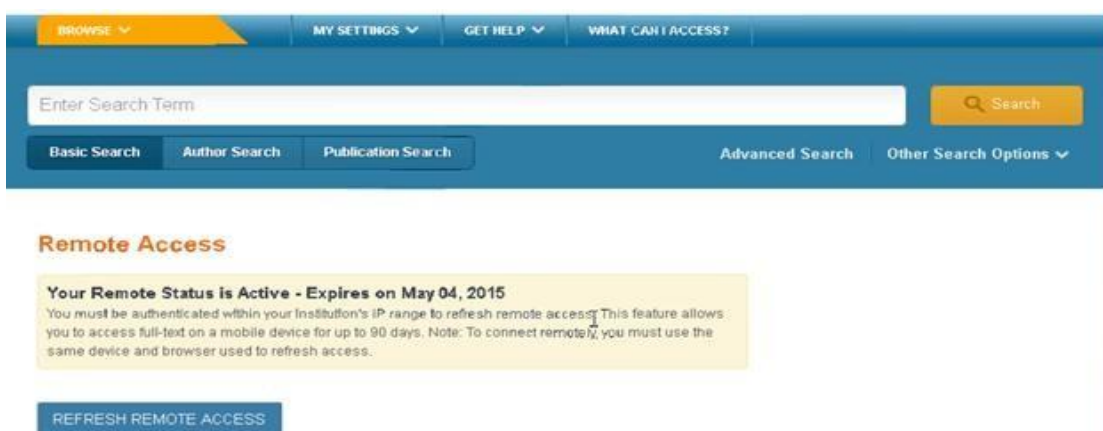 BROWSE
MY SETTINGS
GET HELP
WHAT CAN I ACCESS?
Enter Search Term
Search
Basic Search
Author Search
Publication Search
Advanced Search
Other Search Options
Remote Access
Your Remote Status is Active - Expires on May 04, 2015
You must be authenticated within your Institution's IP range to refresh remote access. This feature allows
you to access full-text on a mobile device for up to 90 days. Note: To connect remotely, you must use the
same device and browser used to refresh access.
REFRESH REMOTE ACCESS